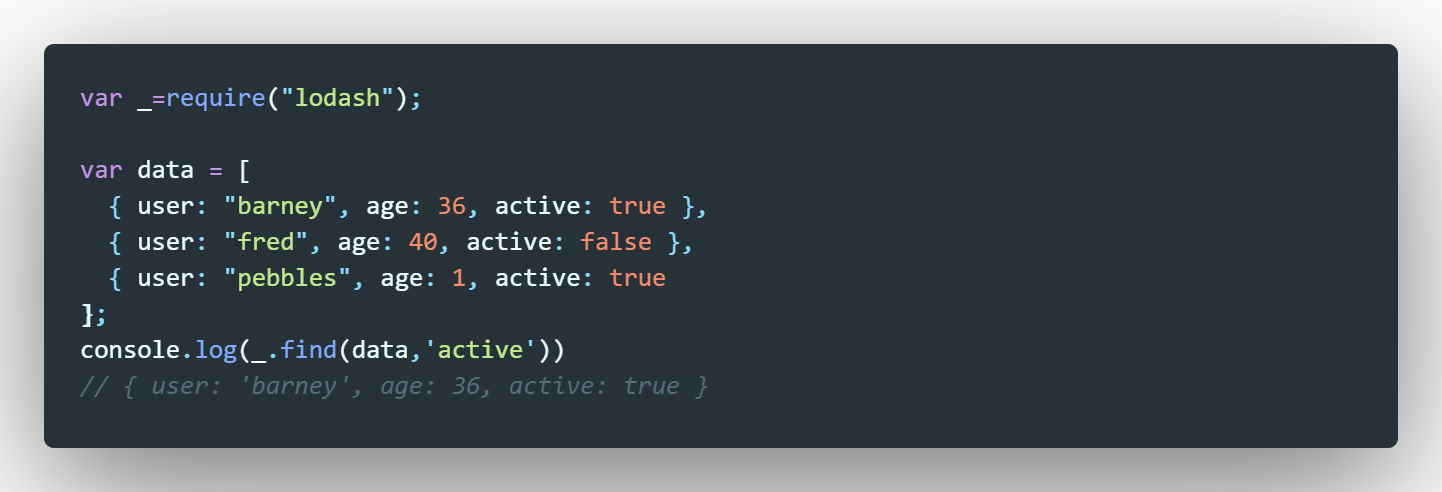 var _=require("lodash");
var data = [
{ user: "barney", age: 36, active: true },
{ user: "fred", age: 40, active: false },
{ user: "pebbles", age: 1, active: true
];
console.log(_.find(data,'active'))
// { user: 'barney', age: 36, active: true }